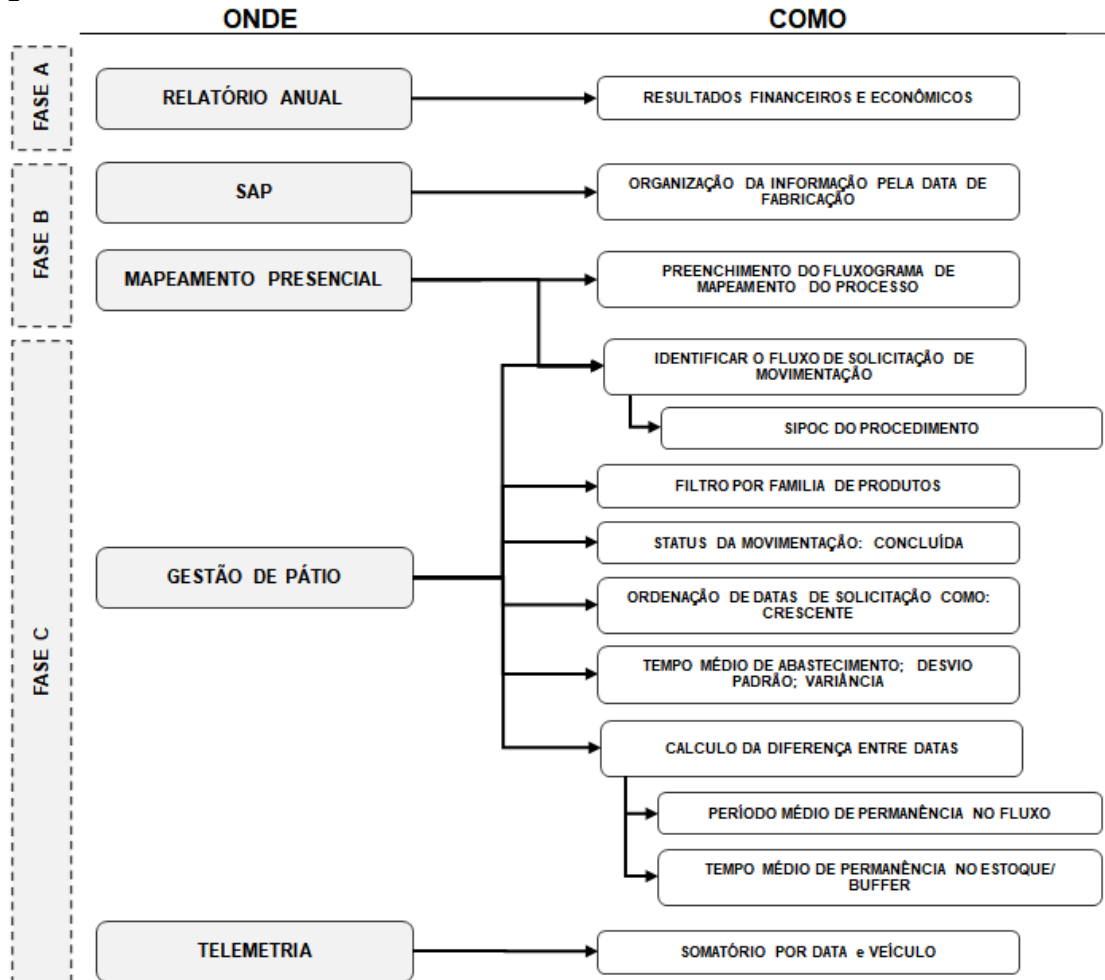 ONDE
COMO
FASE A
RELATÓRIO ANUAL
RESULTADOS FINANCEIROS E ECONÔMICOS
FASE B
SAP
ORGANIZAÇÃO DA INFORMAÇÃO PELA DATA DE
FABRICAÇÃO
MAPEAMENTO PRESENCIAL
PREENCHIMENTO DO FLUXOGRAMA DE
MAPEAMENTO DO PROCESSO
FASE C
IDENTIFICAR O FLUXO DE SOLICITAÇÃO DE
MOVIMENTAÇÃO
SIPOC DO PROCEDIMENTO
GESTÃO DE PÁTIO
FILTRO POR FAMILIA DE PRODUTOS
STATUS DA MOVIMENTAÇÃO: CONCLUÍDA
ORDENAÇÃO DE DATAS DE SOLICITAÇÃO COMO:
CRESCENTE
TEMPO MÉDIO DE ABASTECIMENTO; DESVIO
PADRÃO; VARIÂNCIA
CALCULO DA DIFERENÇA ENTRE DATAS
PERÍODO MÉDIO DE PERMANÊNCIA NO FLUXO
TEMPO MÉDIO DE PERMANÊNCIA NO ESTOQUE/
BUFFER
TELEMETRIA
SOMATÓRIO POR DATA e VEÍCULO